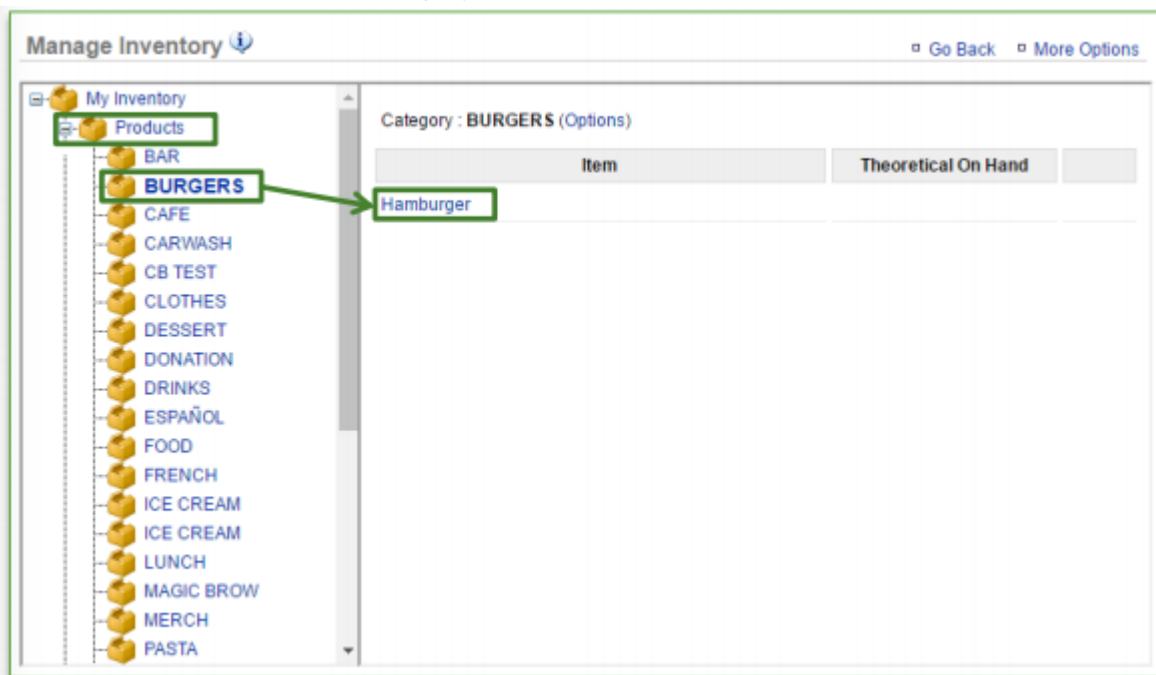 Manage Inventory
Go Back More Options
My Inventory
Products
BAR
BURGERS
CAFE
CARWASH
CB TEST
CLOTHES
DESSERT
DONATION
DRINKS
ESPAÑOL
FOOD
FRENCH
ICE CREAM
ICE CREAM
LUNCH
MAGIC BROW
MERCH
PASTA
Category : BURGERS (Options)
Item Theoretical On Hand
Hamburger